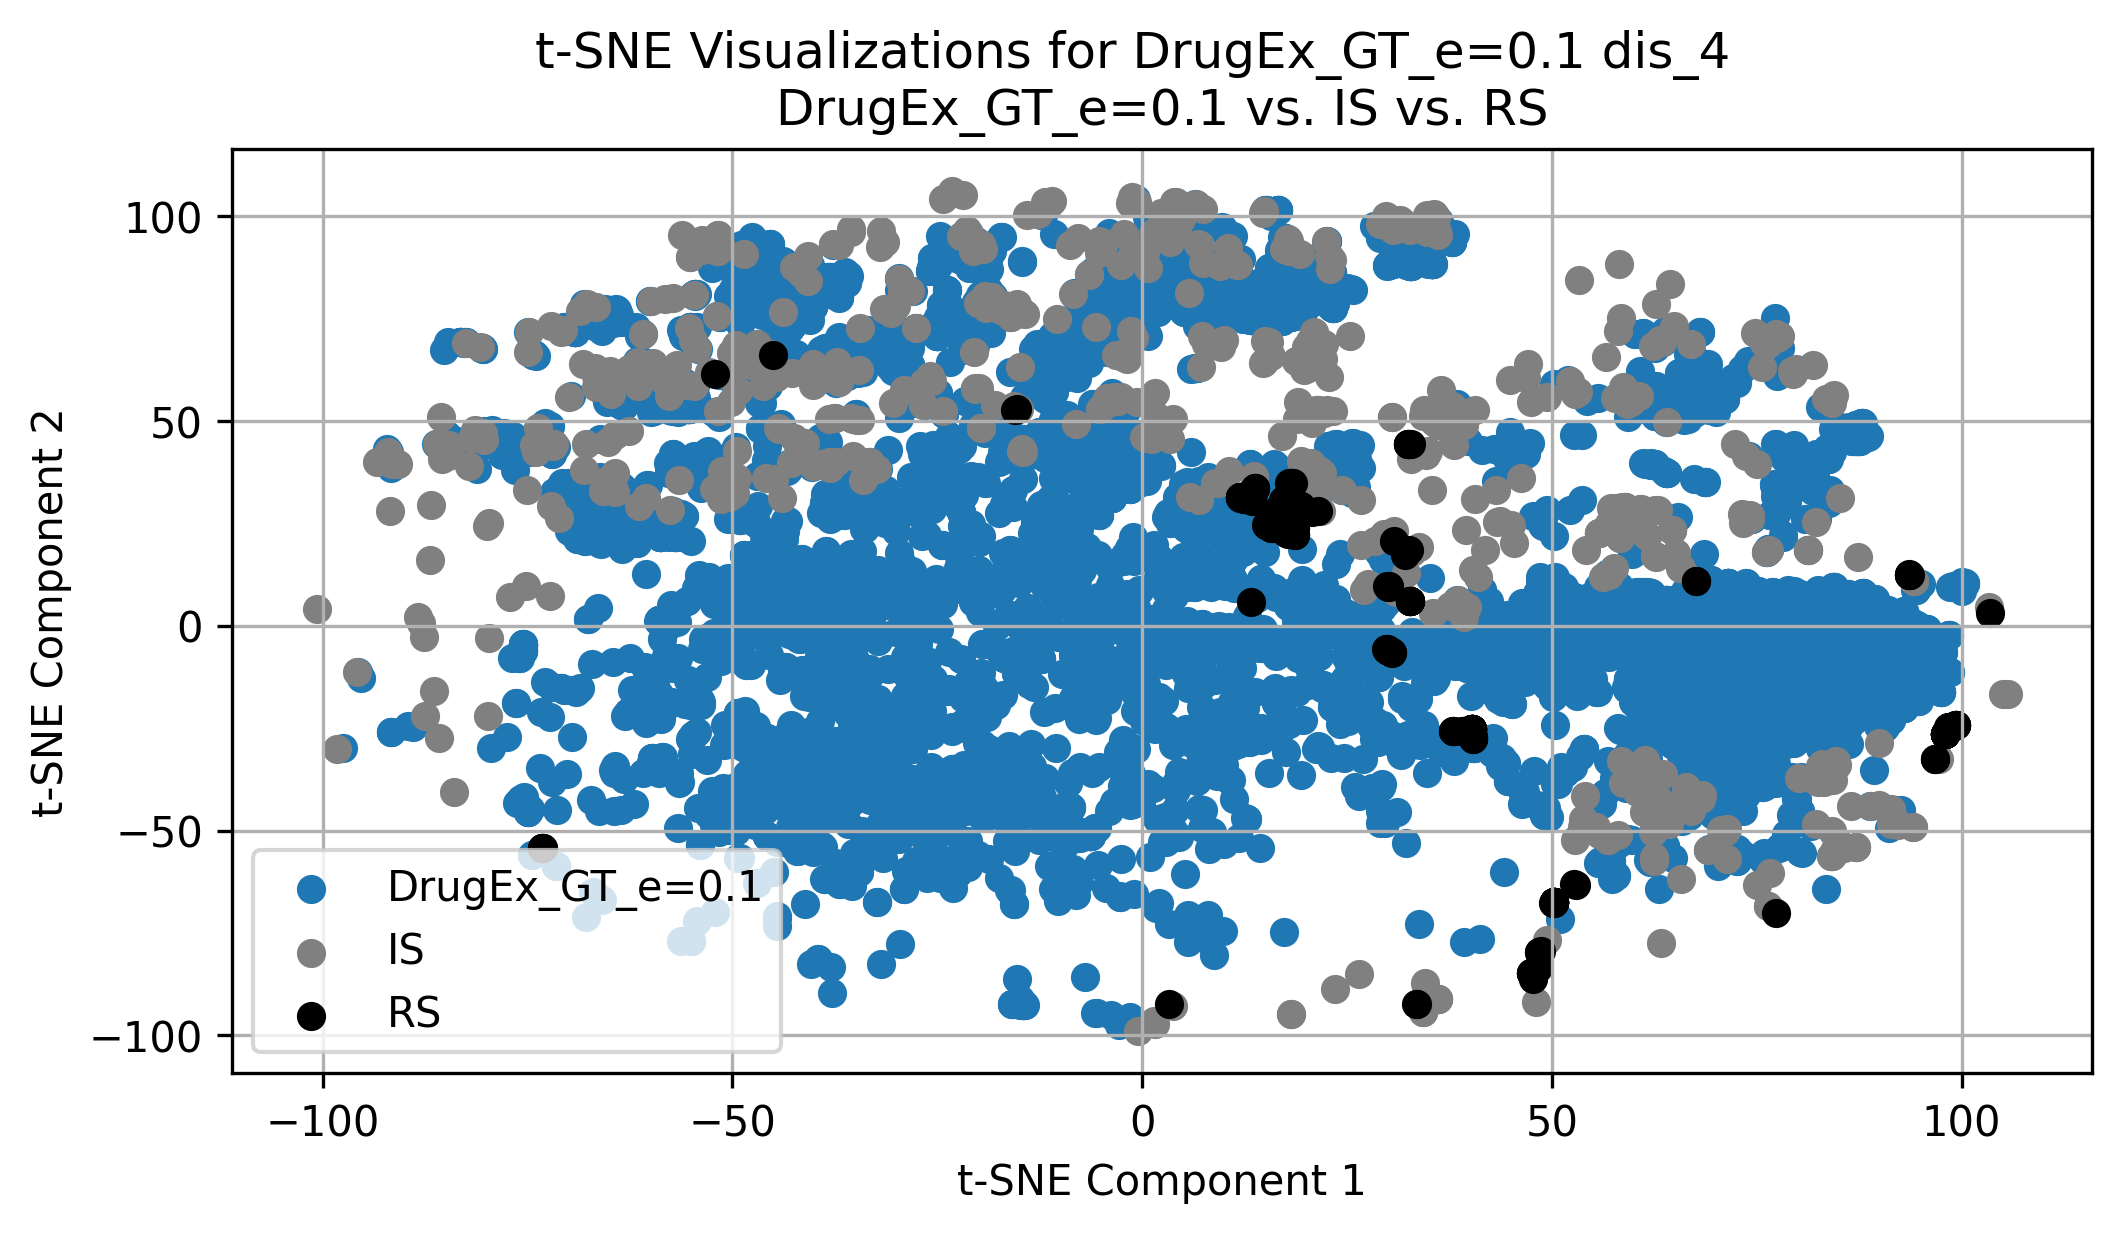 t-SNE Visualizations for DrugEx_GT_e=0.1 dis_4
DrugEx_GT_e=0.1 vs. IS vs. RS
t-SNE Component 2
100
50
0
−50
−100
DrugEx_GT_e=0.1
IS
RS
−100
−50
0
50
100
t-SNE Component 1